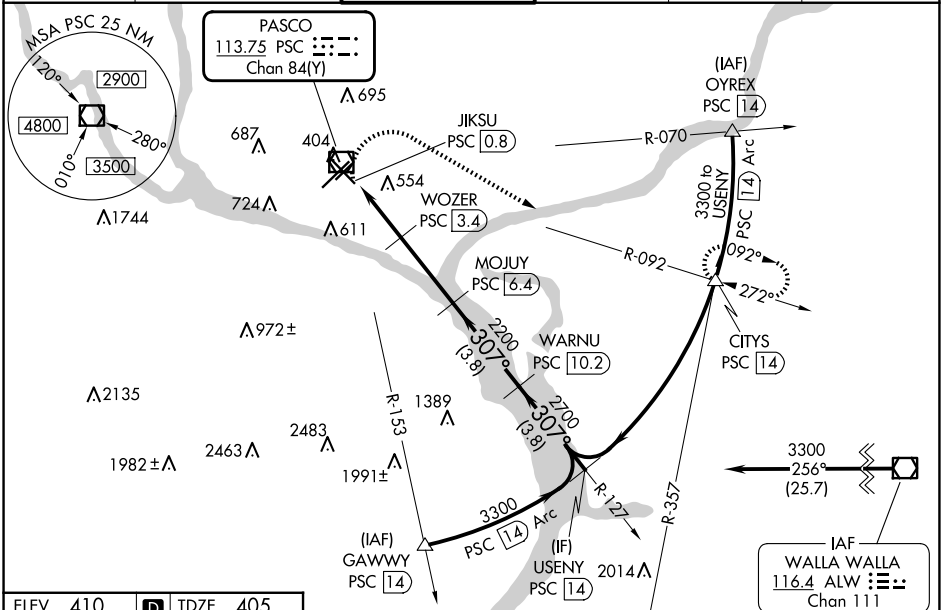 MSA PSC 25 NM
120°
2900
4800
280°
010°
3500
PASCO
113.75 PSC
Chan 84(Y)
695
687
404
JIKSU
PSC 0.8
(IAF)
OYREX
PSC 14
R-070
554
724
611
1744
WOZER
PSC 3.4
3300 to
USENY
PSC 14 Arc
R-092
092°
272°
MOJUY
PSC 6.4
CITYS
PSC 14
972±
2200
307°
(3.8)
WARNU
PSC 10.2
2135
R-153
1389
2700
307°
(3.8)
2483
2463
1982±
1991±
3300
256°
(25.7)
3300
PSC 14 Arc
R-127
R-357
(IAF)
GAWWY
PSC 14
(IF)
USENY
PSC 14
2014
IAF
WALLA WALLA
116.4 ALW
Chan 111
ELEV 410 D TDZE 405